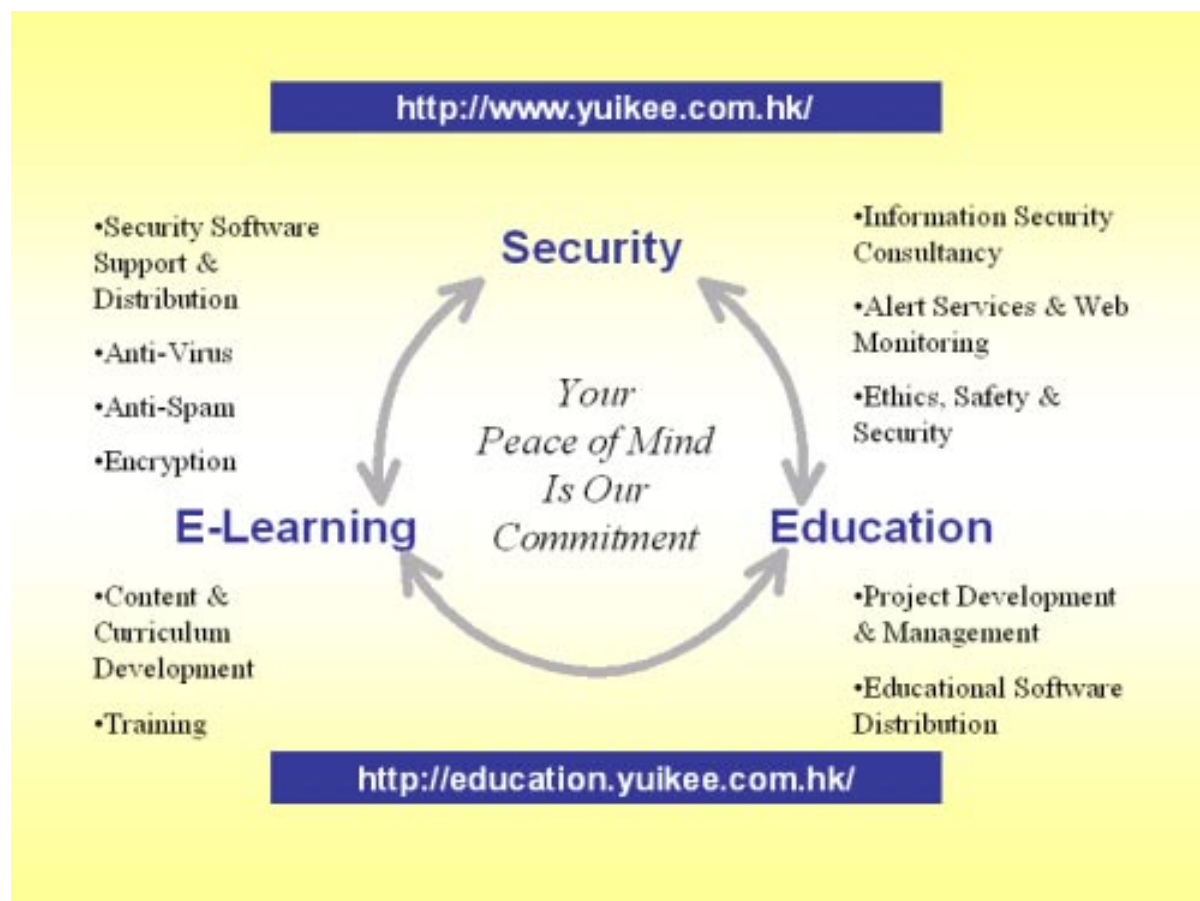 http://www.yuikee.com.hk/
•Security Software
Support &
Distribution
•Anti-Virus
•Anti-Spam
•Encryption
Security
•Information Security
Consultancy
•Alert Services & Web
Monitoring
•Ethics, Safety &
Security
Your
Peace of Mind
Is Our
Commitment
E-Learning
Education
•Content &
Curriculum
Development
•Training
•Project Development
& Management
•Educational Software
Distribution
http://education.yuikee.com.hk/